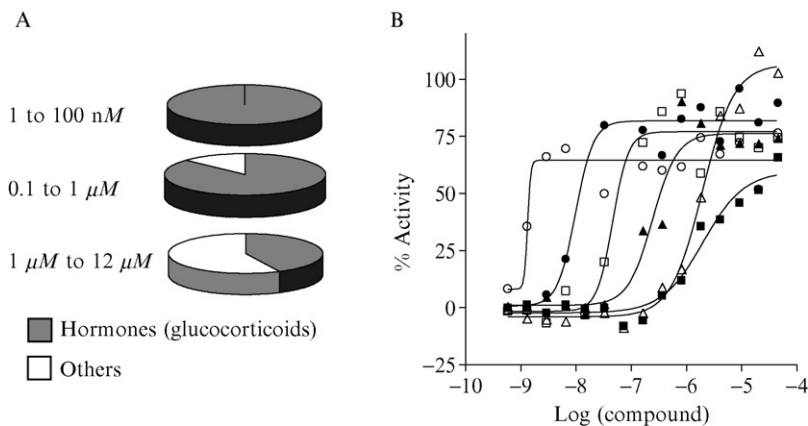 A
1 to 100 nM
0.1 to 1 μM
1 μM to 12 μM
Hormones (glucocorticoids)
Others
B
% Activity
100
75
50
25
0
−25
−10
−9
−8
−7
−6
−5
−4
Log (compound)